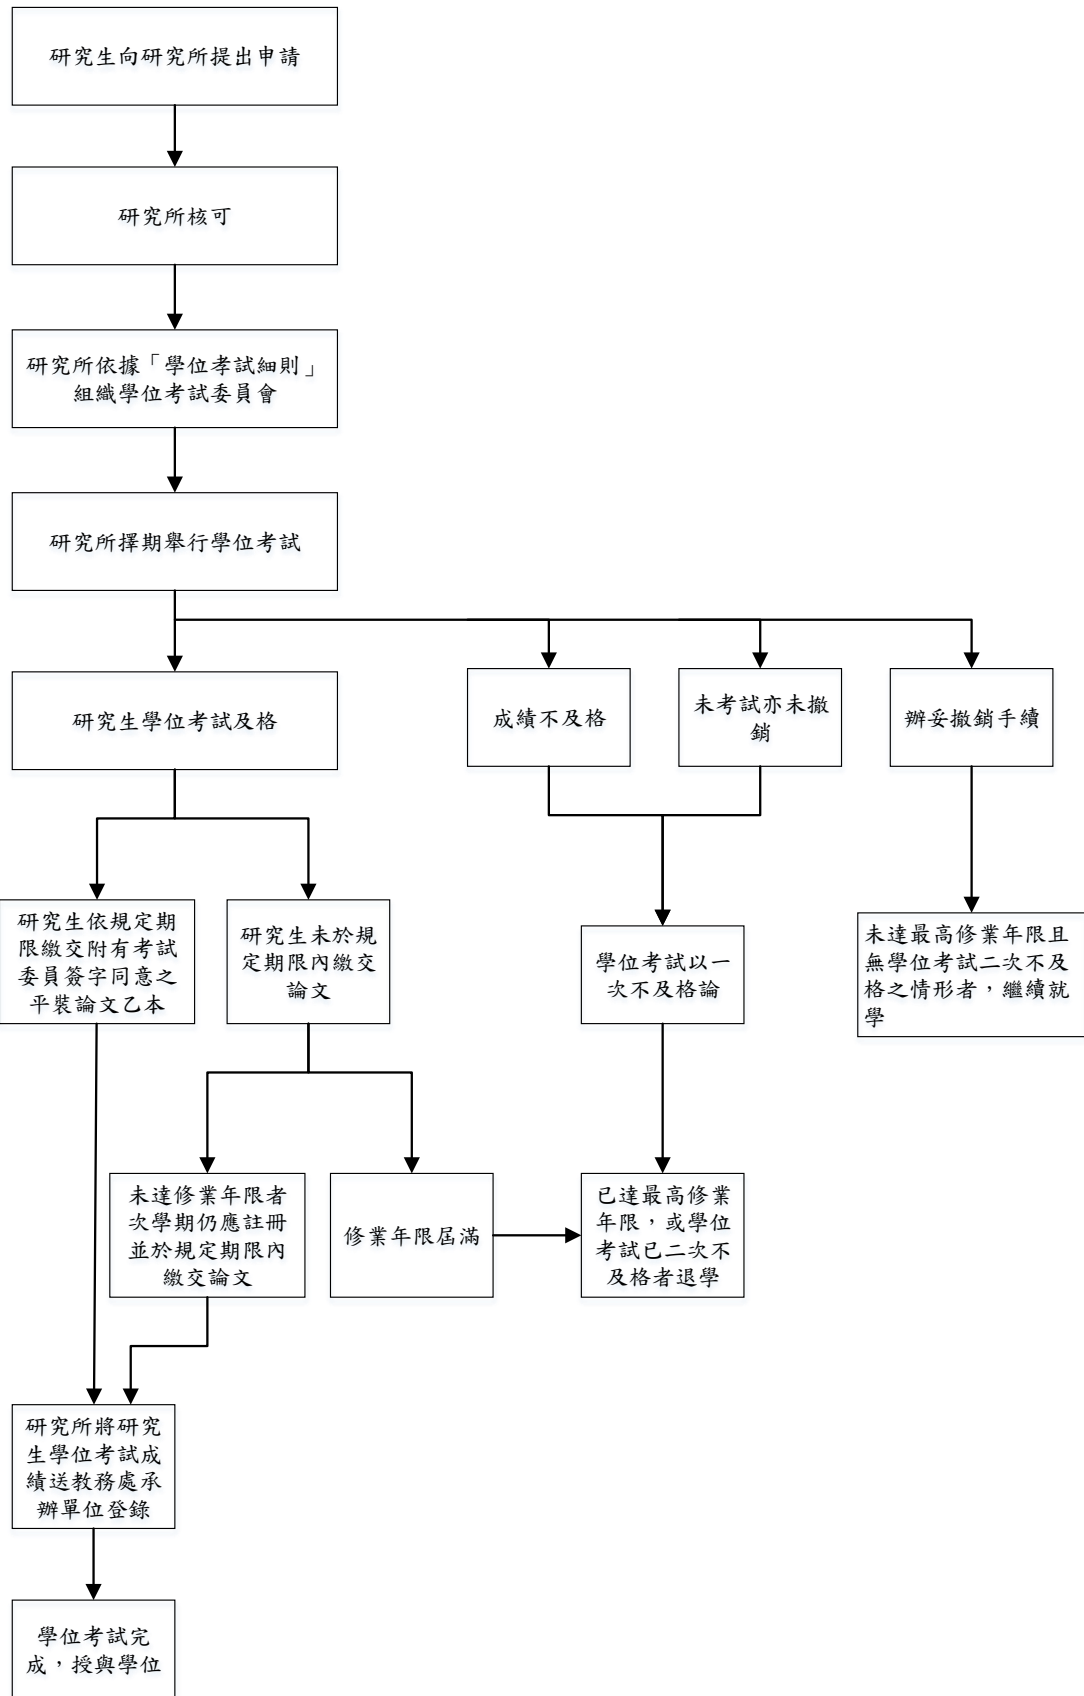 研究生向研究所提出申請
研究所核可
研究所依據「學位孝試細則」
組織學位考試委員會
研究所擇期舉行學位考試
研究生學位考試及格
成績不及格
未考試亦未撤
銷
辦妥撤銷手續
研究生依規定期
限繳交附有考試
委員簽字同意之
平裝論文乙本
研究生未於規
定期限內繳交
論文
學位考試以一
次不及格論
未達最高修業年限且
無學位考試二次不及
格之情形者，繼續就
學
未達修業年限者
次學期仍應註冊
並於規定期限內
繳交論文
修業年限屆滿
已達最高修業
年限，或學位
考試已二次不
及格者退學
研究所將研究
生學位考試成
績送教務處承
辦單位登錄
學位考試完
成，授與學位